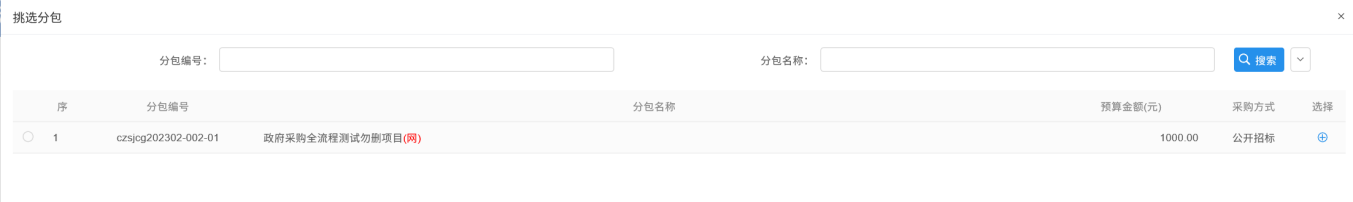 挑选分包 ×
分包编号： 分包名称： 搜索
序 分包编号 分包名称 预算金额(元) 采购方式 选择
1 czsjcg202302-002-01 政府采购全流程测试勿删项目(网) 1000.00 公开招标